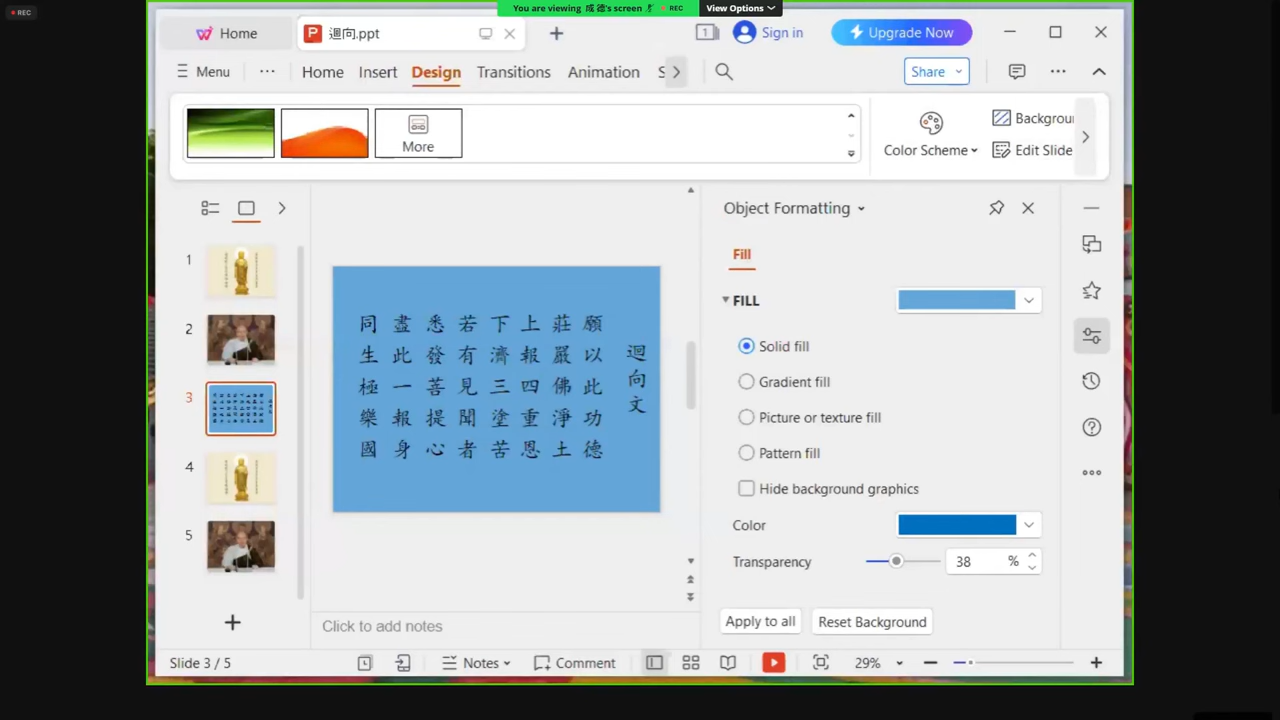 REC
You are viewing 成德's screen
REC
View Options
Home
週向.ppt
1
Sign in
Upgrade Now
Menu
Home
Insert
Design
Transitions
Animation
S
Share
More
Color Scheme
Backgrou
Edit Slide
Object Formatting
Fill
FILL
Solid fill
Gradient fill
Picture or texture fill
Pattern fill
Hide background graphics
Color
Transparency
38
%
Apply to all
Reset Background
1
2
3
4
5
迴向文
願以此功德
莊嚴佛淨土
上報四重恩
下濟三塗苦
若有見聞者
悉發菩提心
盡此一報身
同生極樂國
Click to add notes
Slide 3 / 5
Notes
Comment
29%